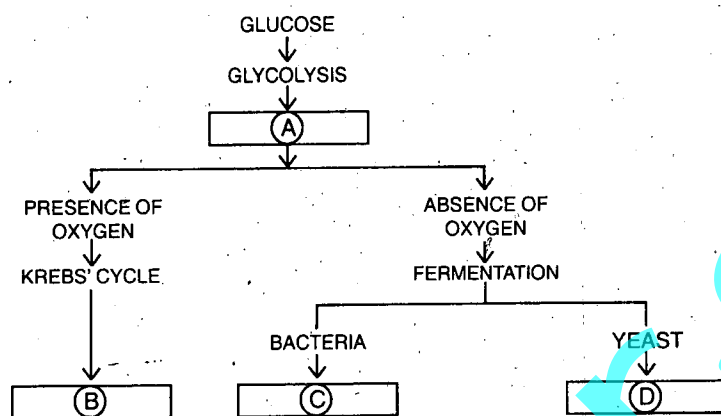 GLUCOSE
GLYCOLYSIS
A
PRESENCE OF
OXYGEN
ABSENCE OF
OXYGEN
KREBS' CYCLE
FERMENTATION
BACTERIA
YEAST
B
C
D